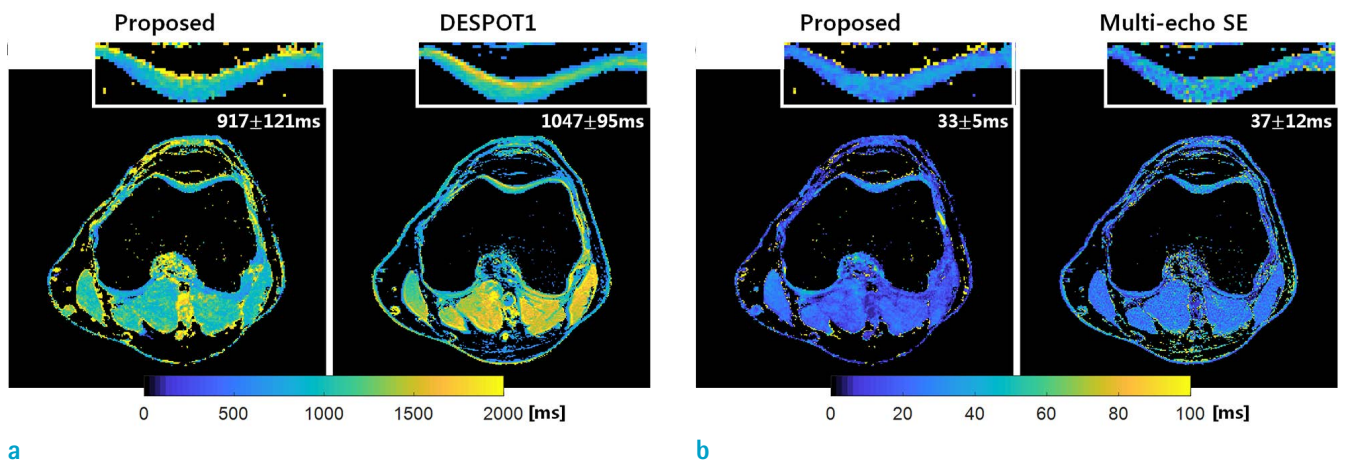 Proposed DESPOT1 Proposed Multi-echo SE
917±121ms 1047±95ms 33±5ms 37±12ms
0 500 1000 1500 2000 [ms] 0 20 40 60 80 100 [ms]
a b